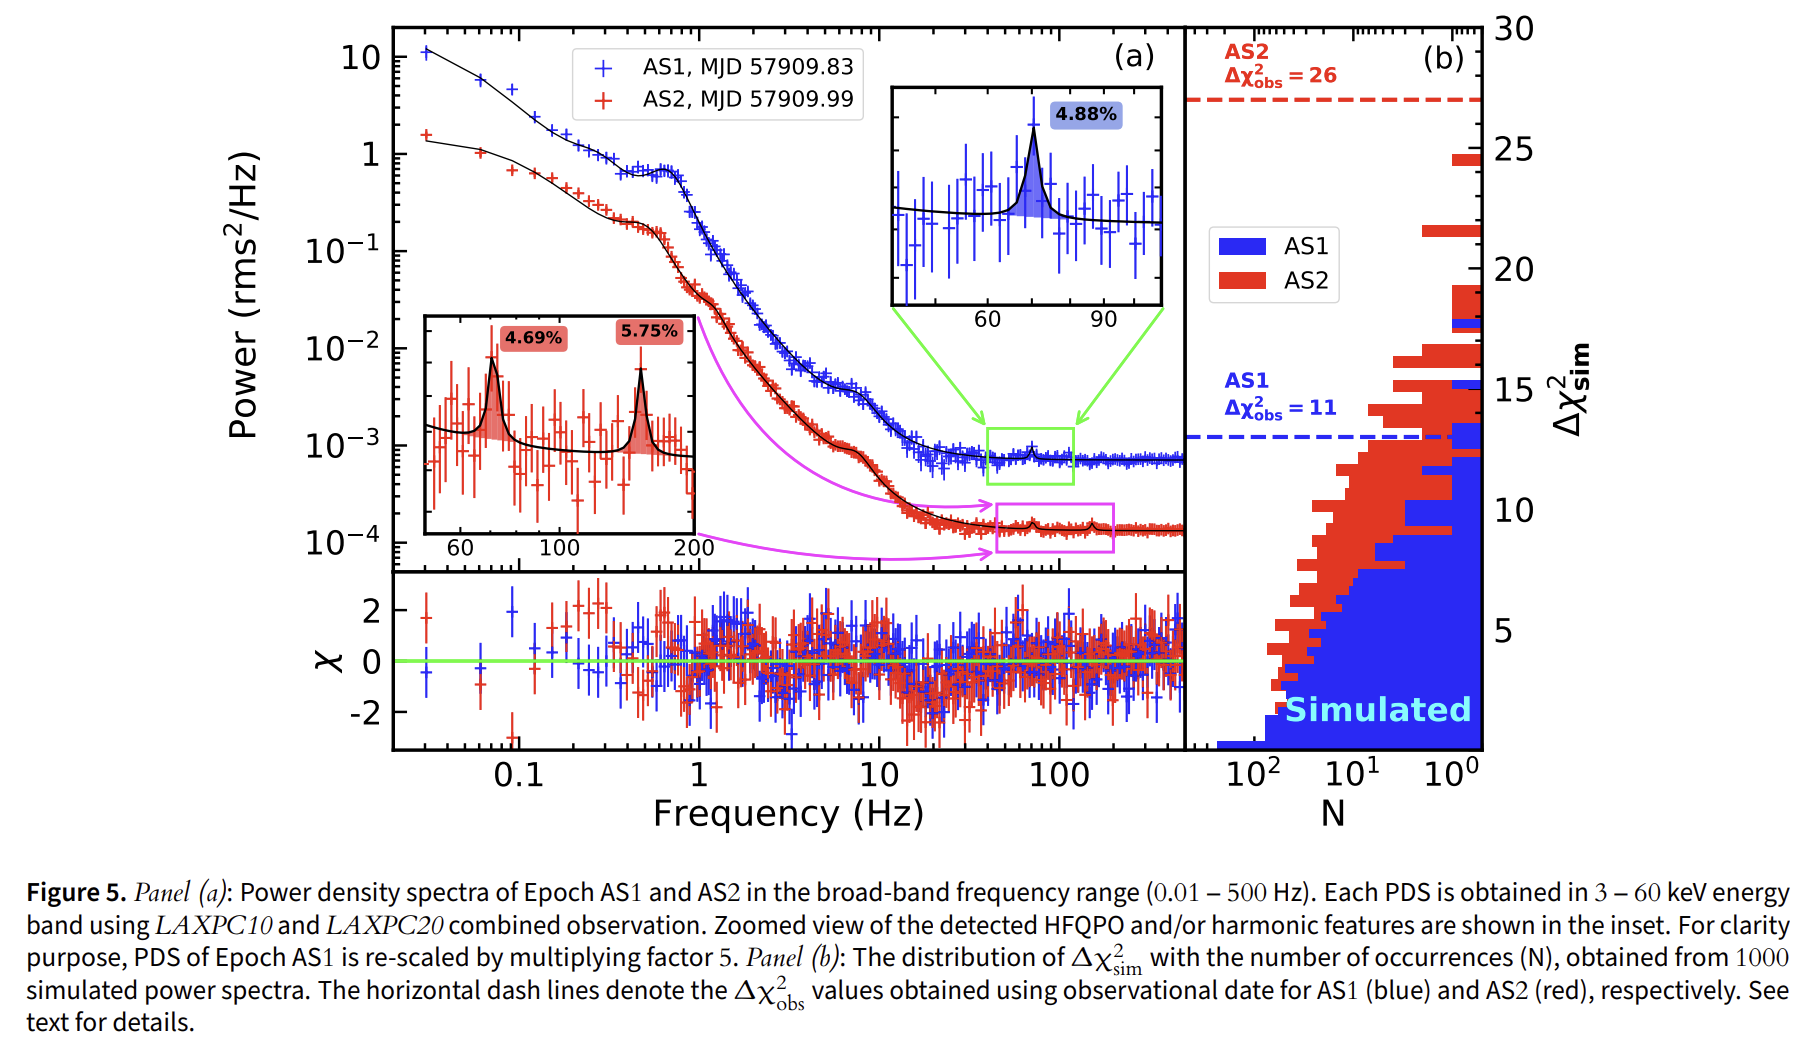 (a)
(b)
AS1, MJD 57909.83
AS2, MJD 57909.99
10
1
10⁻¹
10⁻²
10⁻³
10⁻⁴
Power (rms²/Hz)
4.88%
60
90
4.69%
5.75%
60
100
200
2
0
-2
χ
0.1
1
10
100
Frequency (Hz)
AS2
Δχ²obs = 26
AS1
AS2
AS1
Δχ²obs = 11
Simulated
30
25
20
15
10
5
Δχ²sim
10²
10¹
10⁰
N
Figure 5. Panel (a): Power density spectra of Epoch AS1 and AS2 in the broad-band frequency range (0.01 – 500 Hz). Each PDS is obtained in 3 – 60 keV energy
band using LAXPC10 and LAXPC20 combined observation. Zoomed view of the detected HFQPO and/or harmonic features are shown in the inset. For clarity
purpose, PDS of Epoch AS1 is re-scaled by multiplying factor 5. Panel (b): The distribution of Δχ²sim with the number of occurrences (N), obtained from 1000
simulated power spectra. The horizontal dash lines denote the Δχ²obs values obtained using observational date for AS1 (blue) and AS2 (red), respectively. See
text for details.